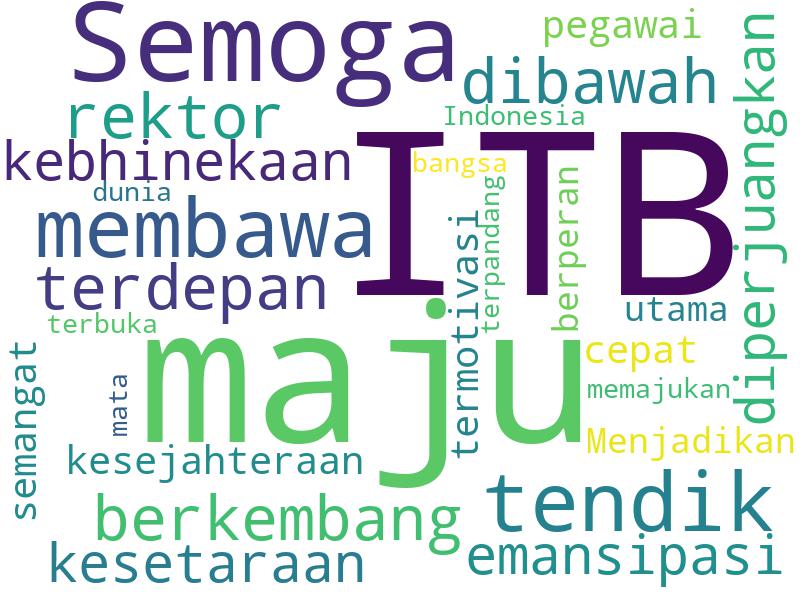 Semoga
pegawai
dibawah
rektor
Indonesia
ITB
kebhinekaan
bangsa
dunia
membawa
terpandang
berperan
diperjuangkan
termotivasi
terdepan
utama
terbuka
maju
cepat
semangat
mata
memajukan
Menjadikan
kesejahteraan
tendik
berkembang
emansipasi
kesetaraan